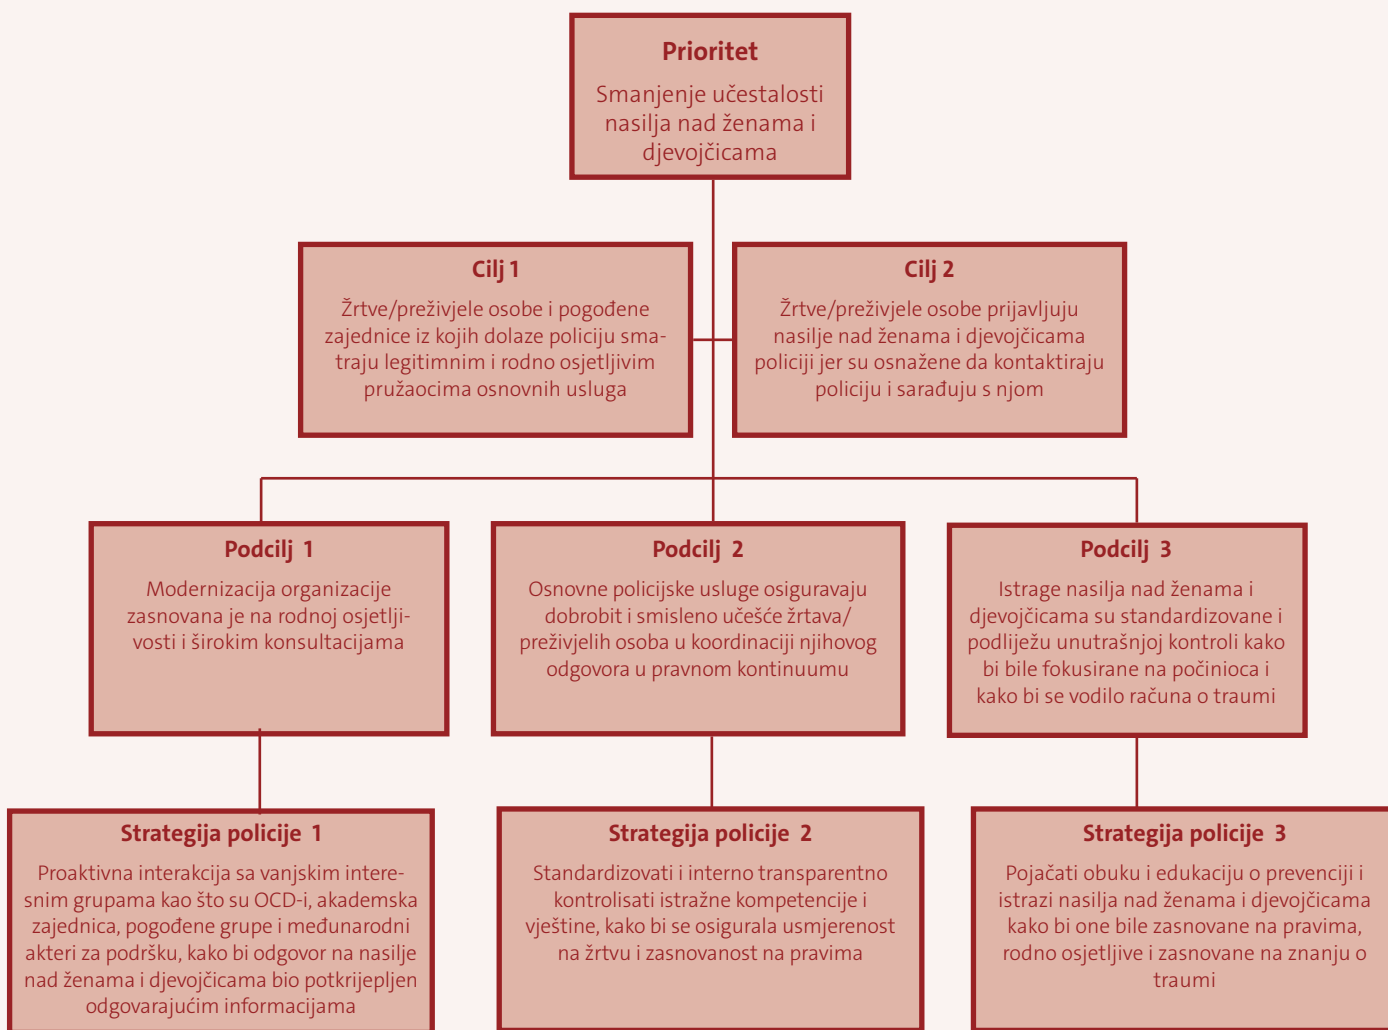 Prioritet
Smanjenje učestalosti
nasilja nad ženama i
djevojčicama
Cilj 1
Žrtve/preživjele osobe i pogođene
zajednice iz kojih dolaze policiju sma-
traju legitimnim i rodno osjetljivim
pružaocima osnovnih usluga
Cilj 2
Žrtve/preživjele osobe prijavljuju
nasilje nad ženama i djevojčicama
policiji jer su osnažene da kontaktiraju
policiju i sarađuju s njom
Podcilj 1
Modernizacija organizacije
zasnovana je na rodnoj osjetlji-
vosti i širokim konsultacijama
Podcilj 2
Osnovne policijske usluge osiguravaju
dobrobit i smisleno učešće žrtava/
preživjelih osoba u koordinaciji njihovog
odgovora u pravnom kontinuumu
Podcilj 3
Istrage nasilja nad ženama i
djevojčicama su standardizovane i
podliježu unutrašnjoj kontroli kako
bi bile fokusirane na počinioca i
kako bi se vodilo računa o traumi
Strategija policije 1
Proaktivna interakcija sa vanjskim intere-
snim grupama kao što su OCD-i, akademska
zajednica, pogođene grupe i međunarodni
akteri za podršku, kako bi odgovor na nasilje
nad ženama i djevojčicama bio potkrijepljen
odgovarajućim informacijama
Strategija policije 2
Standardizovati i interno transparentno
kontrolisati istražne kompetencije i
vještine, kako bi se osigurala usmjerenost
na žrtvu i zasnovanost na pravima
Strategija policije 3
Pojačati obuku i edukaciju o prevenciji i
istrazi nasilja nad ženama i djevojčicama
kako bi one bile zasnovane na pravima,
rodno osjetljive i zasnovane na znanju o
traumi